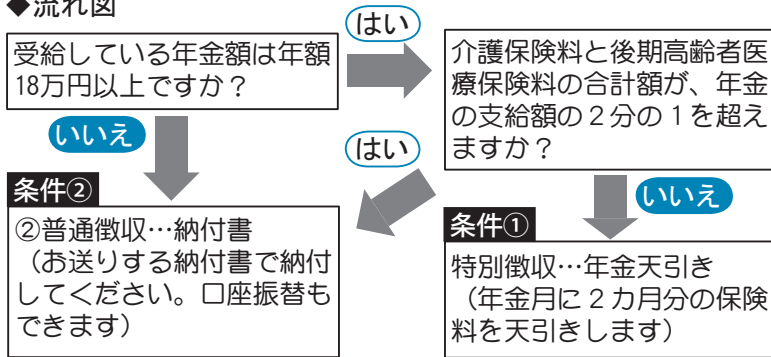 ◆流れ図
受給している年金額は年額
18万円以上ですか？
はい
介護保険料と後期高齢者医
療保険料の合計額が、年金
の支給額の２分の１を超え
ますか？
いいえ
はい
いいえ
条件②
②普通徴収…納付書
（お送りする納付書で納付
してください。口座振替も
できます）
条件①
特別徴収…年金天引き
（年金月に２カ月分の保険
料を天引きします）